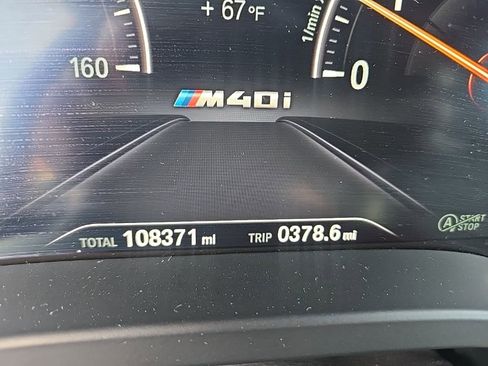 + 67°F
1/min
160
0
M40i
A START
STOP
TOTAL 108371 mi TRIP 0378.6 mi